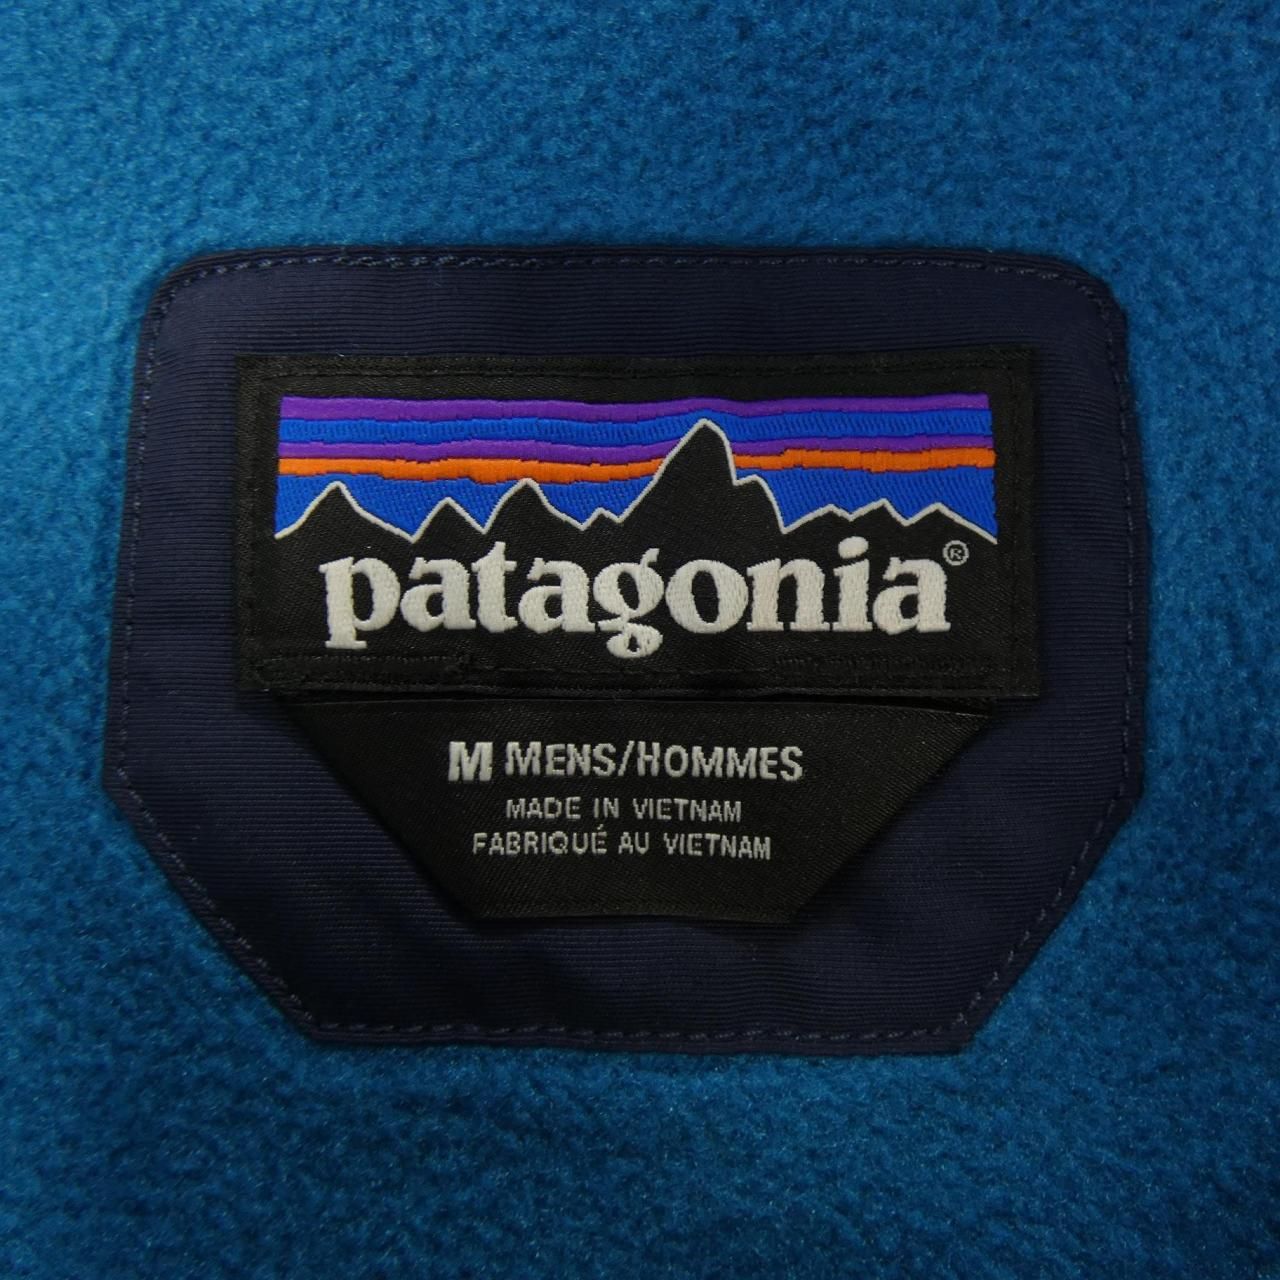 patagonia®
M MENS/HOMMES
MADE IN VIETNAM
FABRIQUÉ AU VIETNAM